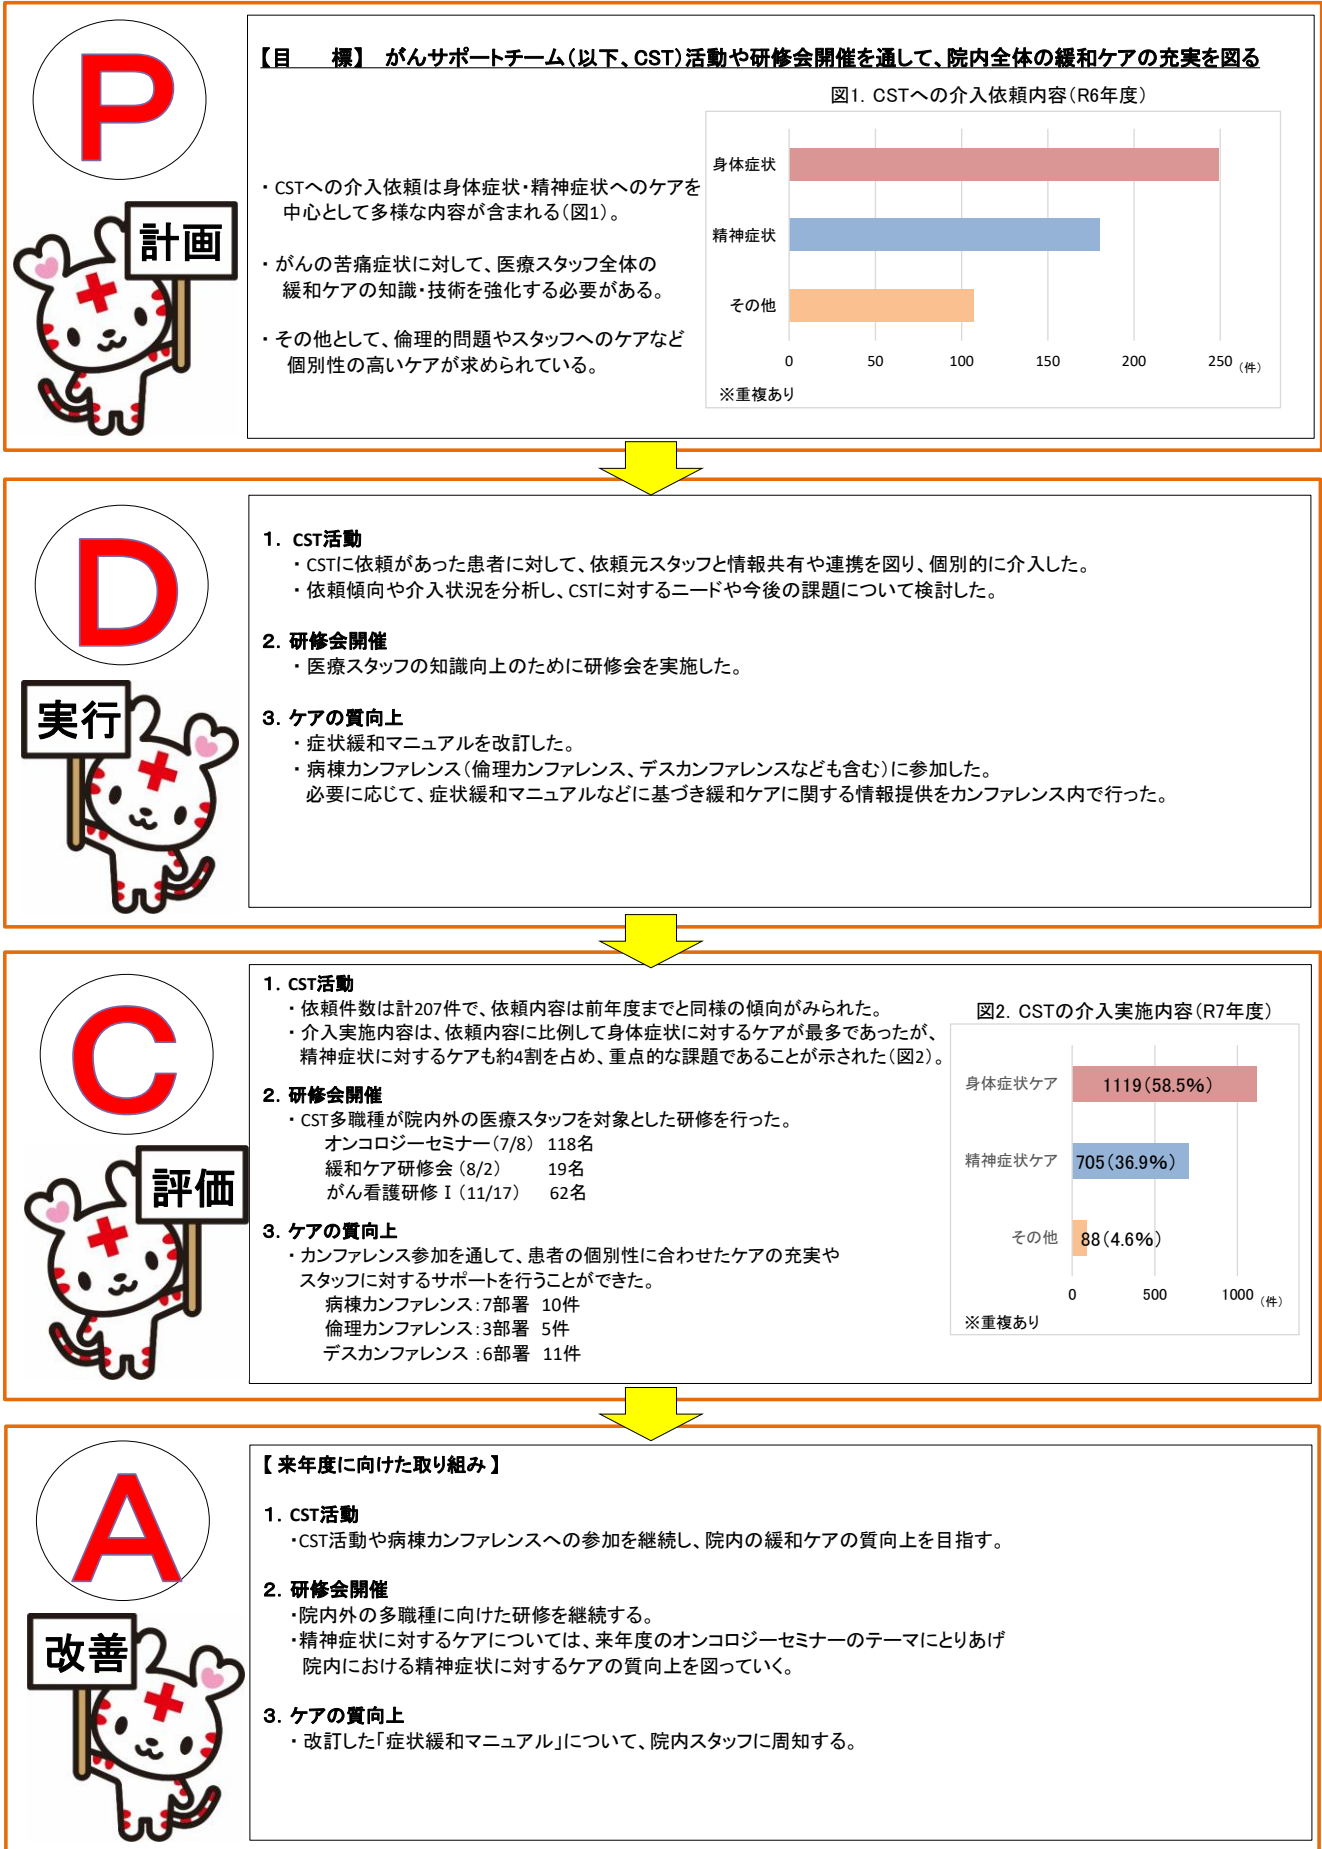 P
計画
【目　　標】　がんサポートチーム（以下、CST）活動や研修会開催を通して、院内全体の緩和ケアの充実を図る
・ CSTへの介入依頼は身体症状・精神症状へのケアを
中心として多様な内容が含まれる（図1）。
・ がんの苦痛症状に対して、医療スタッフ全体の
緩和ケアの知識・技術を強化する必要がある。
・ その他として、倫理的問題やスタッフへのケアなど
個別性の高いケアが求められている。
図1．CSTへの介入依頼内容（R6年度）
身体症状
精神症状
その他
0 50 100 150 200 250 （件）
※重複あり
D
実行
1．CST活動
・ CSTに依頼があった患者に対して、依頼元スタッフと情報共有や連携を図り、個別的に介入した。
・ 依頼傾向や介入状況を分析し、CSTに対するニードや今後の課題について検討した。
2．研修会開催
・ 医療スタッフの知識向上のために研修会を実施した。
3．ケアの質向上
・ 症状緩和マニュアルを改訂した。
・ 病棟カンファレンス（倫理カンファレンス、デスカンファレンスなども含む）に参加した。
必要に応じて、症状緩和マニュアルなどに基づき緩和ケアに関する情報提供をカンファレンス内で行った。
C
評価
1．CST活動
・ 依頼件数は計207件で、依頼内容は前年度までと同様の傾向がみられた。
・ 介入実施内容は、依頼内容に比例して身体症状に対するケアが最多であったが、
精神症状に対するケアも約4割を占め、重点的な課題であることが示された（図2）。
2．研修会開催
・ CST多職種が院内外の医療スタッフを対象とした研修を行った。
オンコロジーセミナー（7/8） 118名
緩和ケア研修会（8/2） 19名
がん看護研修Ⅰ（11/17） 62名
3．ケアの質向上
・ カンファレンス参加を通して、患者の個別性に合わせたケアの充実や
スタッフに対するサポートを行うことができた。
病棟カンファレンス：7部署 10件
倫理カンファレンス：3部署 5件
デスカンファレンス ：6部署 11件
図2．CSTの介入実施内容（R7年度）
身体症状ケア 1119（58.5%）
精神症状ケア 705（36.9%）
その他 88（4.6%）
0 500 1000 （件）
※重複あり
A
改善
【 来年度に向けた取り組み 】
1．CST活動
・CST活動や病棟カンファレンスへの参加を継続し、院内の緩和ケアの質向上を目指す。
2．研修会開催
・院内外の多職種に向けた研修を継続する。
・精神症状に対するケアについては、来年度のオンコロジーセミナーのテーマにとりあげ
院内における精神症状に対するケアの質向上を図っていく。
3．ケアの質向上
・ 改訂した「症状緩和マニュアル」について、院内スタッフに周知する。